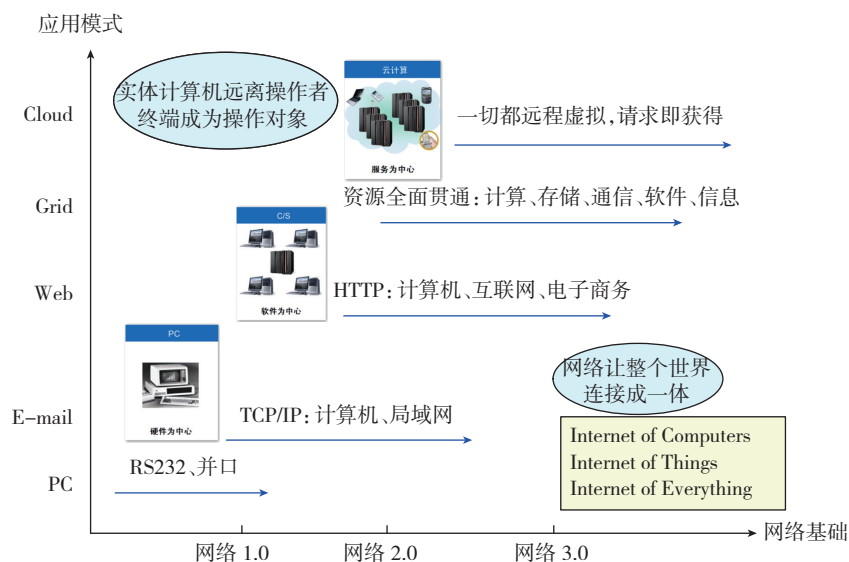 应用模式
云计算
实体计算机远离操作者
终端成为操作对象
Cloud
一切都远程虚拟,请求即获得
服务为中心
资源全面贯通:计算、存储、通信、软件、信息
Grid
C/S
Web
HTTP:计算机、互联网、电子商务
软件为中心
PC
网络让整个世界
连接成一体
E-mail
TCP/IP:计算机、局域网
硬件为中心
Internet of Computers
Internet of Things
Internet of Everything
RS232、并口
PC
网络基础
网络 1.0
网络 2.0
网络 3.0